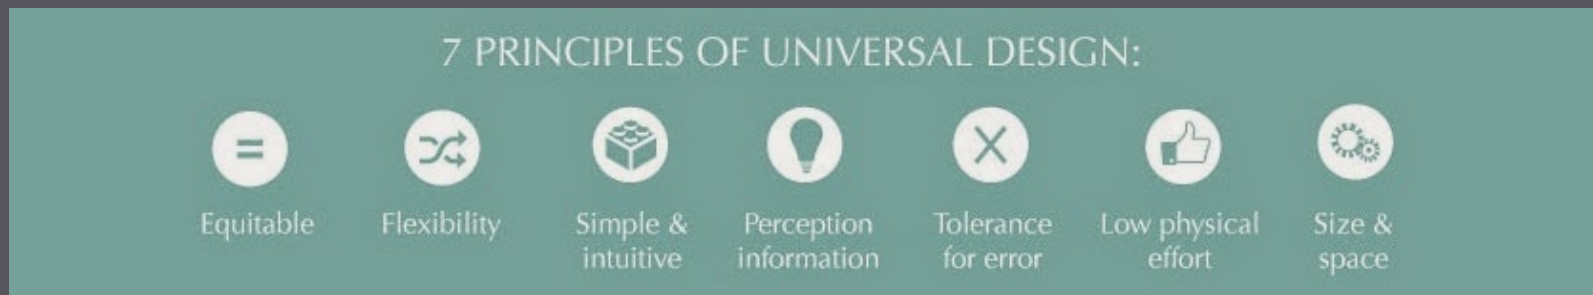 7 PRINCIPLES OF UNIVERSAL DESIGN:
Equitable
Flexibility
Simple &
intuitive
Perception
information
Tolerance
for error
Low physical
effort
Size &
space